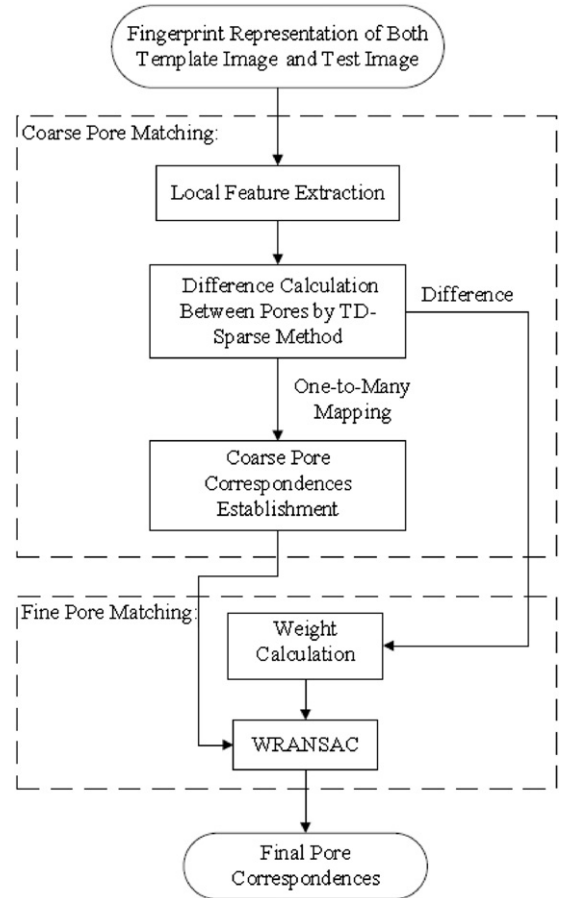 Fingerprint Representation of Both
Template Image and Test Image
Coarse Pore Matching:
Local Feature Extraction
Difference Calculation
Between Pores by TD-
Sparse Method
Difference
One-to-Many
Mapping
Coarse Pore
Correspondences
Establishment
Fine Pore Matching:
Weight
Calculation
WRANSAC
Final Pore
Correspondences